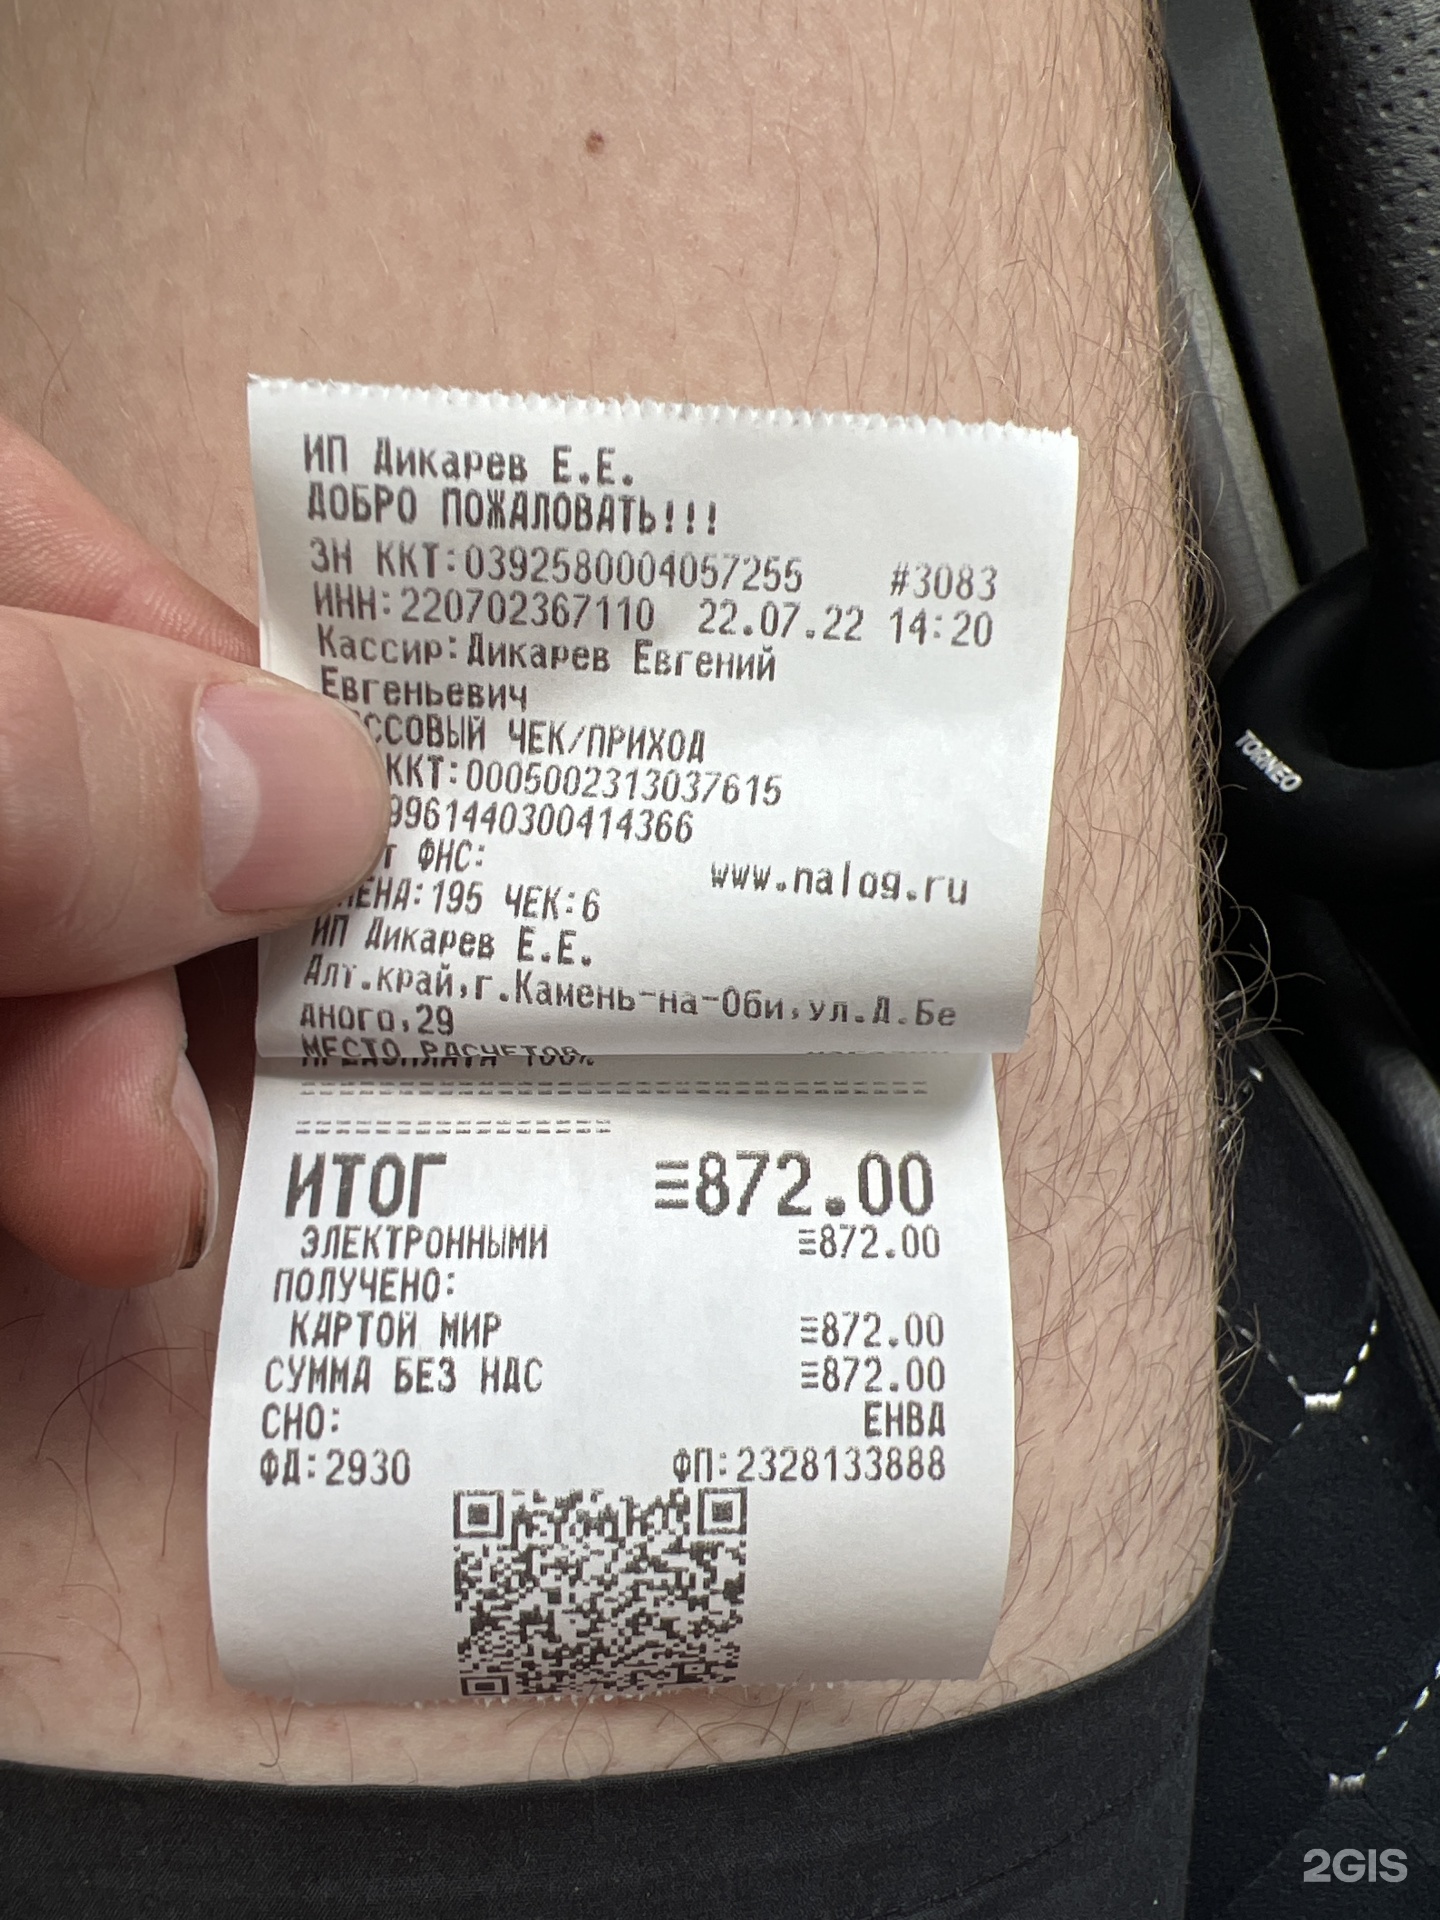 ИП Дикарев Е.Е.
ДОБРО ПОЖАЛОВАТЬ!!!
ЗН ККТ:0392580004057255 #3083
ИНН:220702367110 22.07.22 14:20
Кассир:Дикарев Евгений
Евгеньевич
ССОВЫЙ ЧЕК/ПРИХОД
ККТ:0005002313037615
9961440300414366
т ФНС: www.nalog.ru
МЕНА:195 ЧЕК:6
ИП Дикарев Е.Е.
Алт.край,г.Камень-на-Оби,ул.Д.Бе
дного,29
================================
==================
ИТОГ ≡872.00
ЭЛЕКТРОННЫМИ ≡872.00
ПОЛУЧЕНО:
КАРТОЙ МИР ≡872.00
СУММА БЕЗ НДС ≡872.00
СНО: ЕНВД
ФД:2930 ФП:2328133888
TORNEO
2GIS